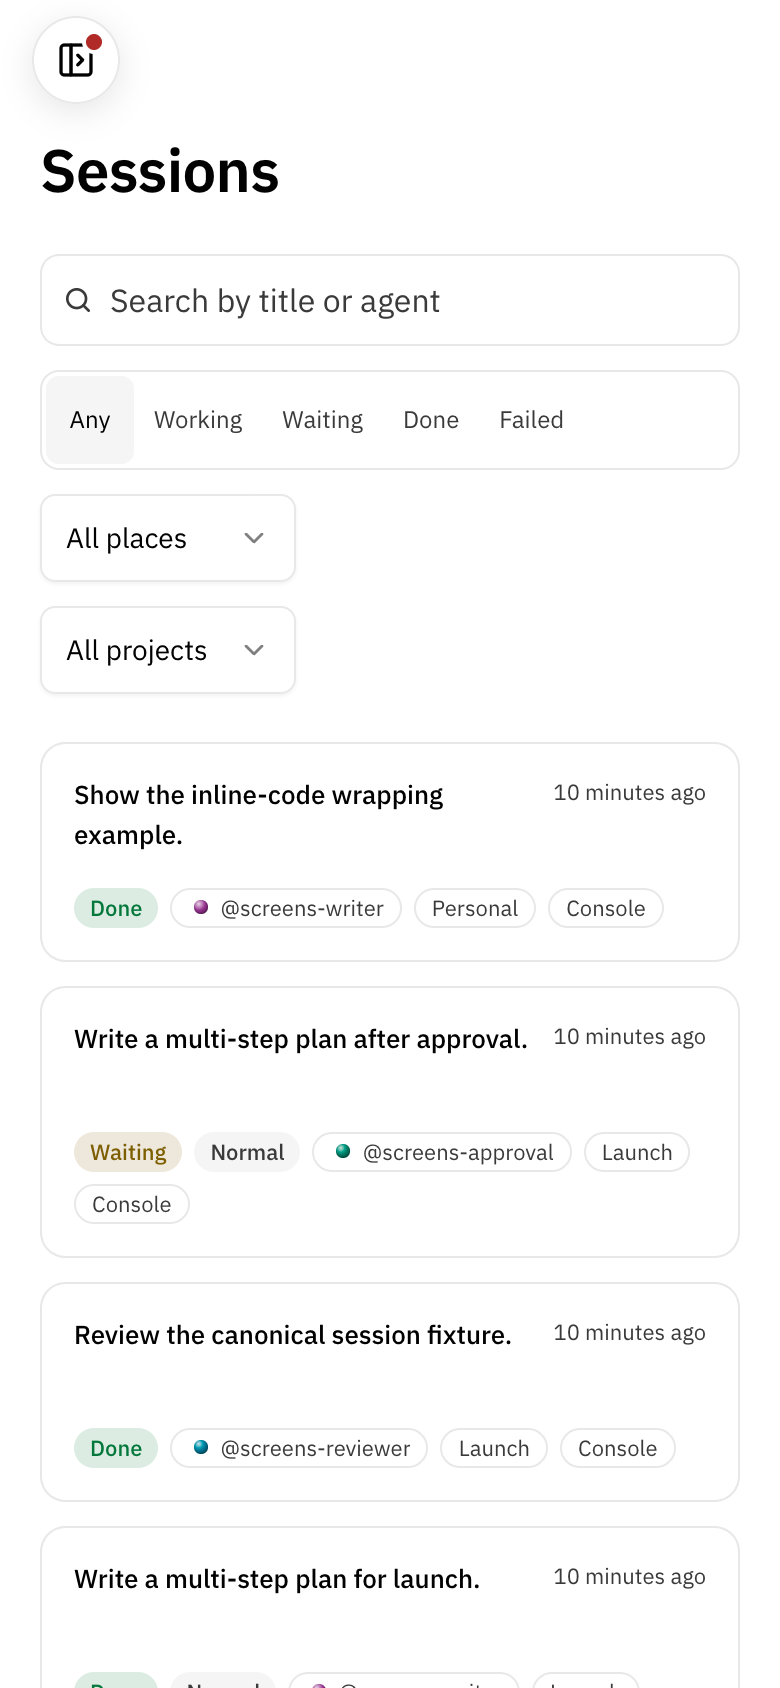 Sessions
Search by title or agent
Any Working Waiting Done Failed
All places
All projects
Show the inline-code wrapping 10 minutes ago
example.
Done @screens-writer Personal Console
Write a multi-step plan after approval. 10 minutes ago
Waiting Normal @screens-approval Launch
Console
Review the canonical session fixture. 10 minutes ago
Done @screens-reviewer Launch Console
Write a multi-step plan for launch. 10 minutes ago